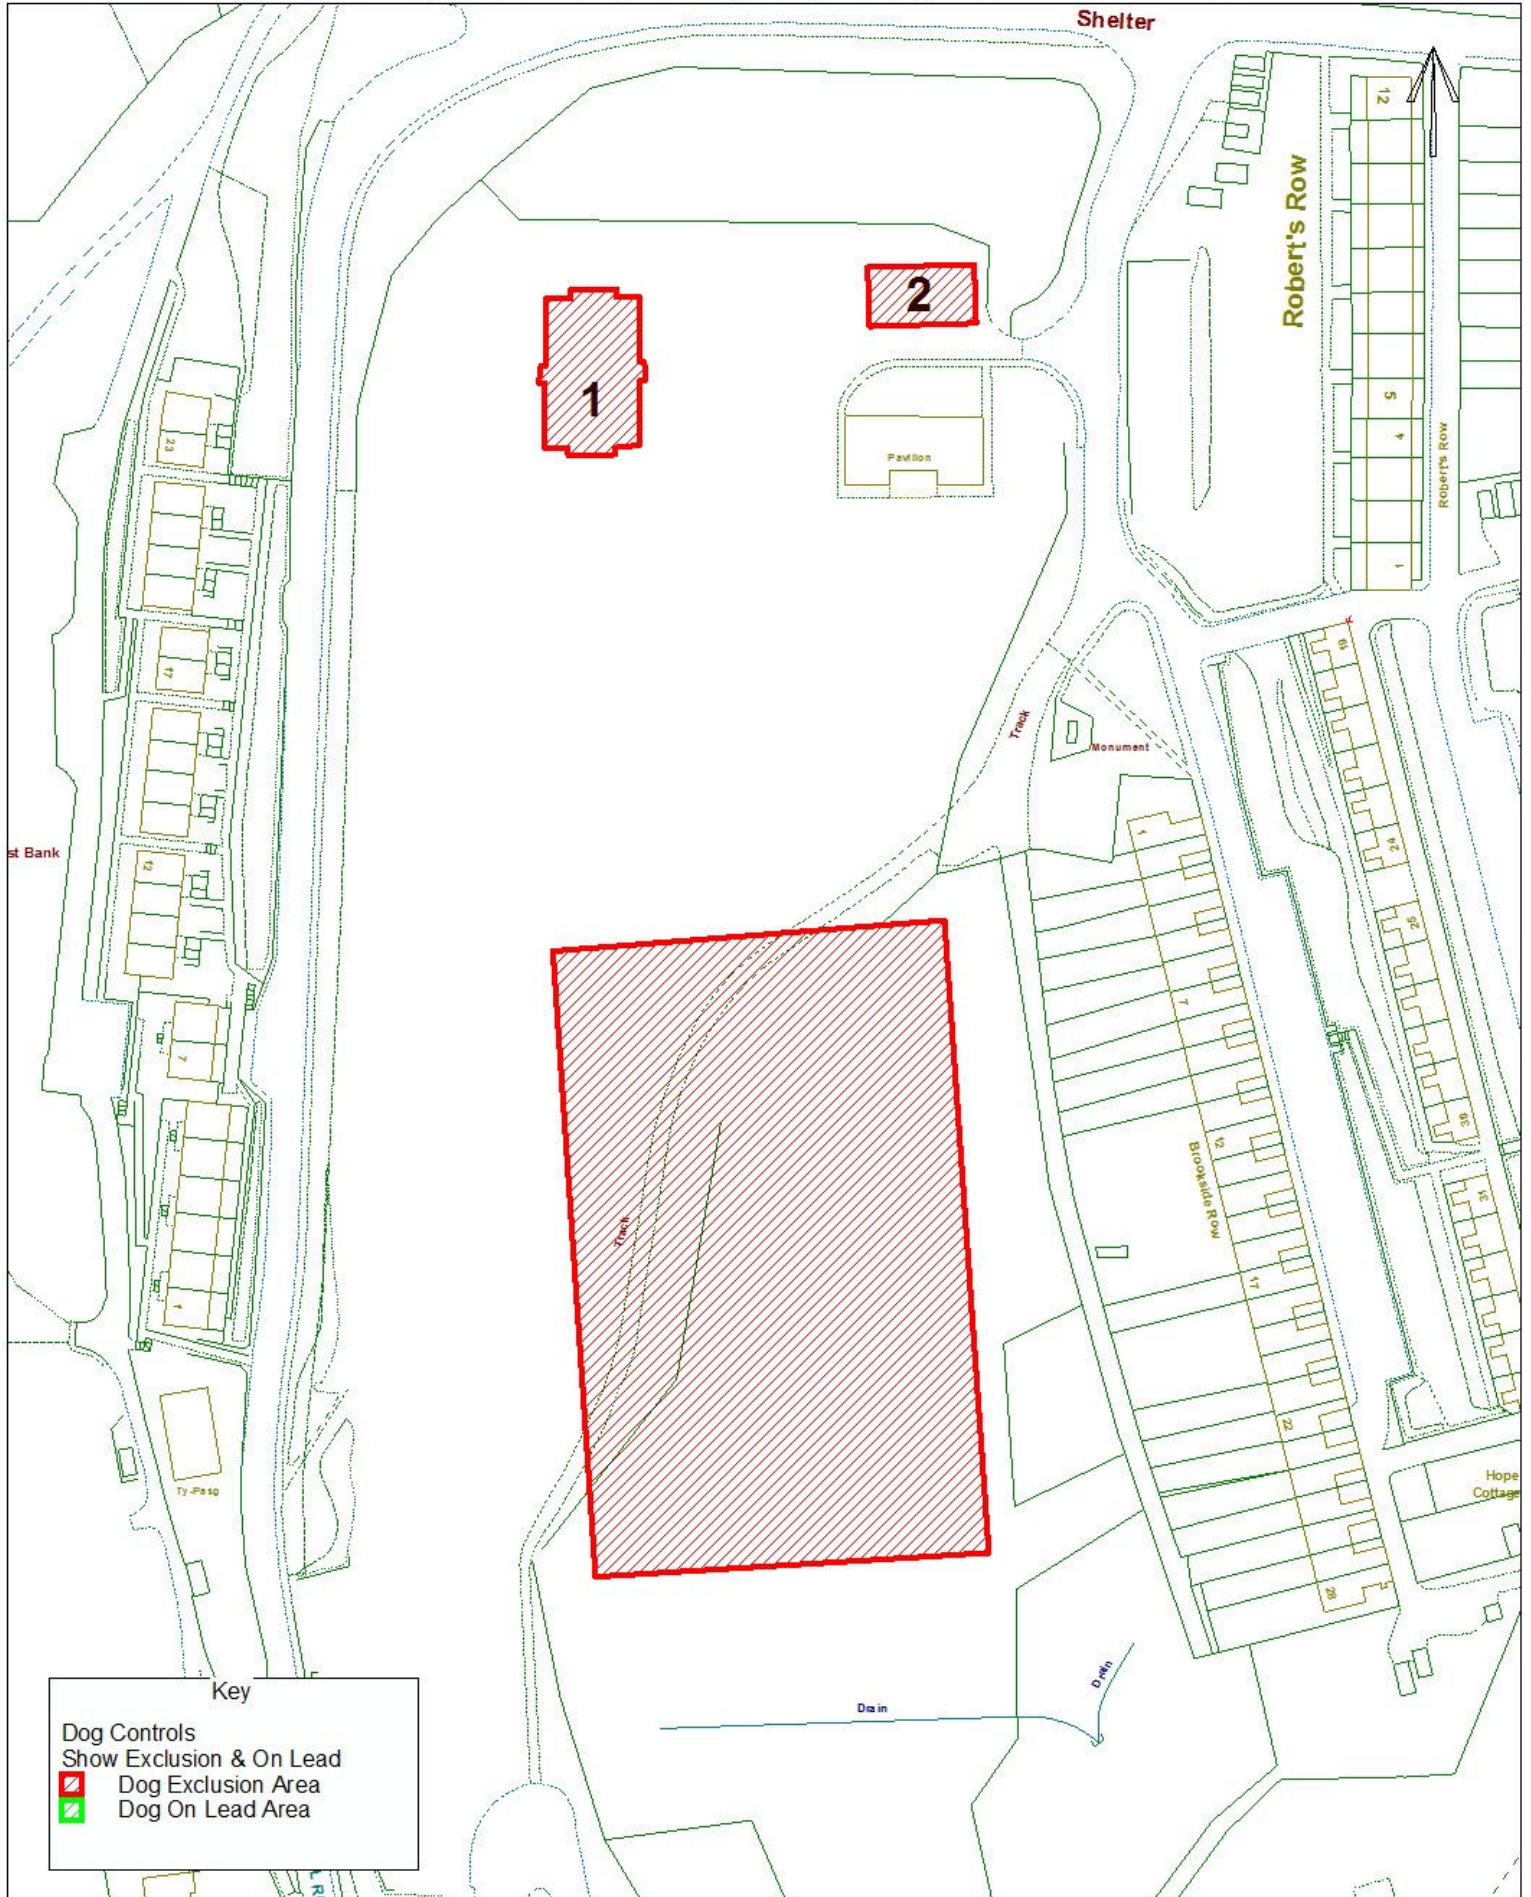 Shelter
12
Robert's Row
2
1
5
4
23
Pavilion
Robert's Row
1
19
17
Track
Monument
1
24
st Bank
12
25
7
7
30
12
Brookside Row
31
Track
17
1
22
Ty-Pasg
Hope
Cottage
28
Drain
Drain
Key
Dog Controls
Show Exclusion & On Lead
Dog Exclusion Area
Dog On Lead Area